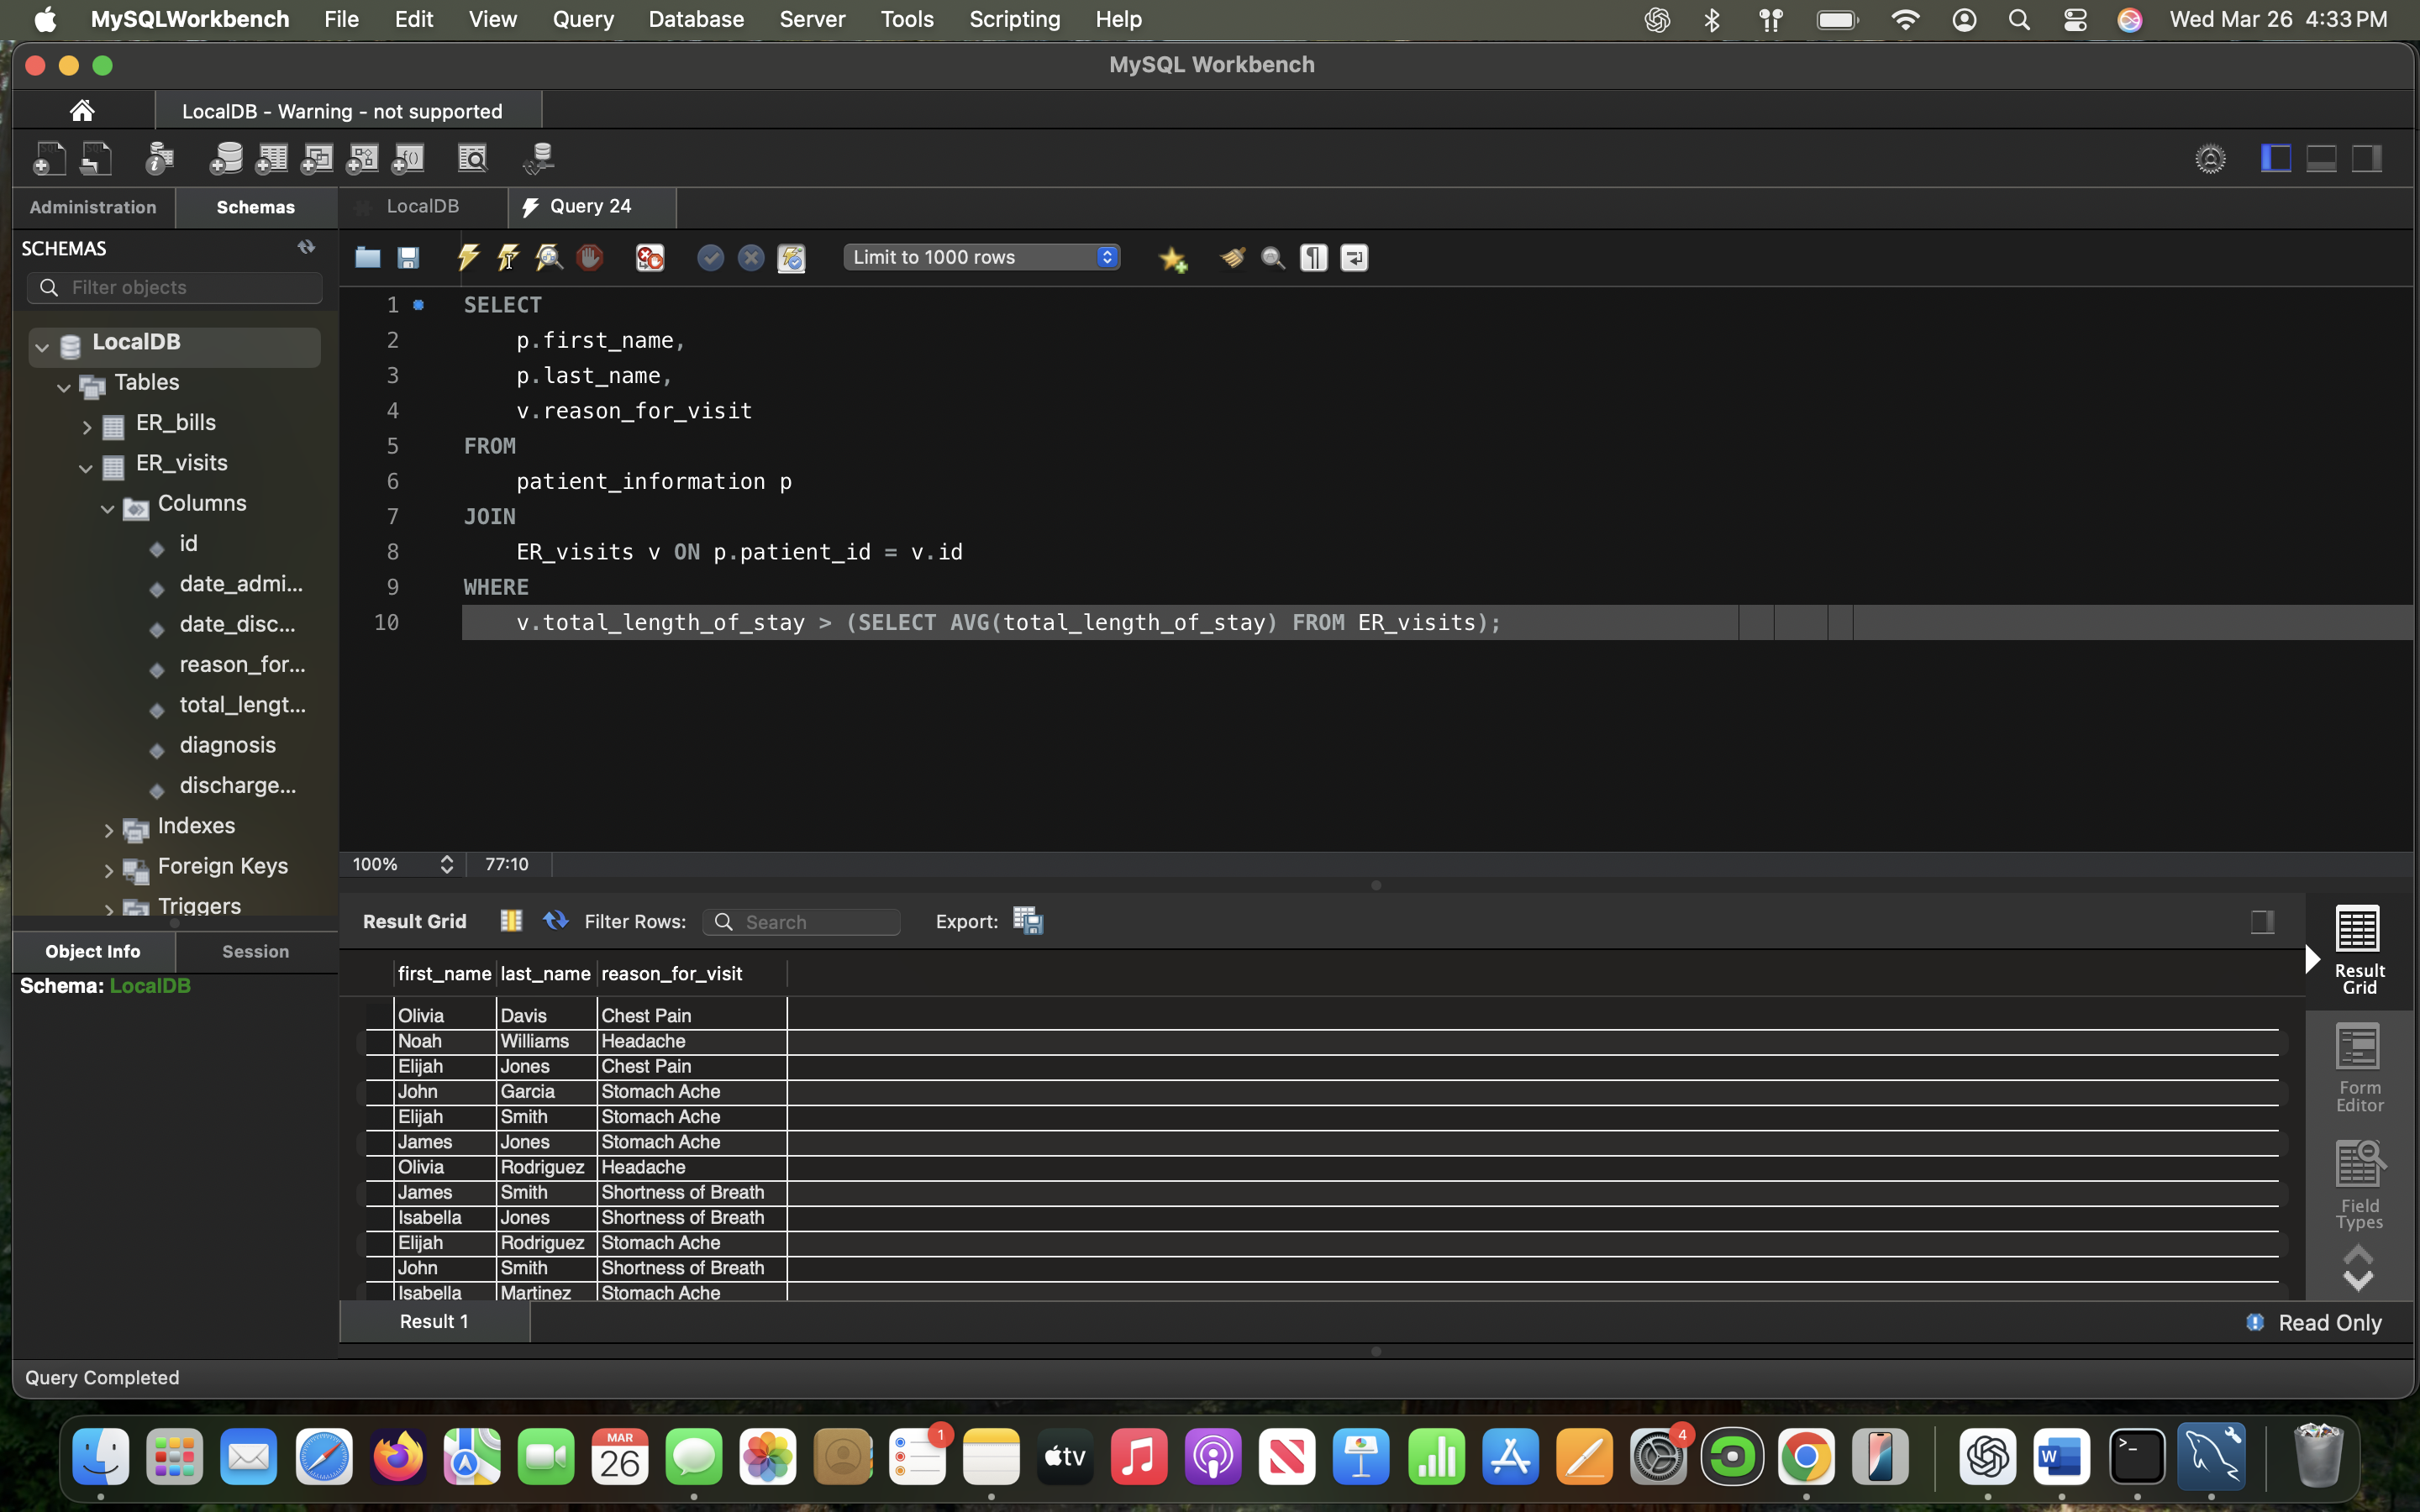 MySQLWorkbench File Edit View Query Database Server Tools Scripting Help Wed Mar 26 4:33 PM
MySQL Workbench
LocalDB - Warning - not supported
Administration Schemas LocalDB Query 24
SCHEMAS
Limit to 1000 rows
Filter objects
LocalDB
Tables
ER_bills
ER_visits
Columns
id
date_admi...
date_disc...
reason_for...
total_lengt...
diagnosis
discharge...
Indexes
Foreign Keys
Triggers
Object Info Session
Schema: LocalDB
1 SELECT
2 p.first_name,
3 p.last_name,
4 v.reason_for_visit
5 FROM
6 patient_information p
7 JOIN
8 ER_visits v ON p.patient_id = v.id
9 WHERE
10 v.total_length_of_stay > (SELECT AVG(total_length_of_stay) FROM ER_visits);
100% 77:10
Result Grid Filter Rows: Search Export:
first_name last_name reason_for_visit
Olivia Davis Chest Pain
Noah Williams Headache
Elijah Jones Chest Pain
John Garcia Stomach Ache
Elijah Smith Stomach Ache
James Jones Stomach Ache
Olivia Rodriguez Headache
James Smith Shortness of Breath
Isabella Jones Shortness of Breath
Elijah Rodriguez Stomach Ache
John Smith Shortness of Breath
Isabella Martinez Stomach Ache
Result
Grid
Form
Editor
Field
Types
Result 1 Read Only
Query Completed
MAR
26
1
tv
4
W
>_